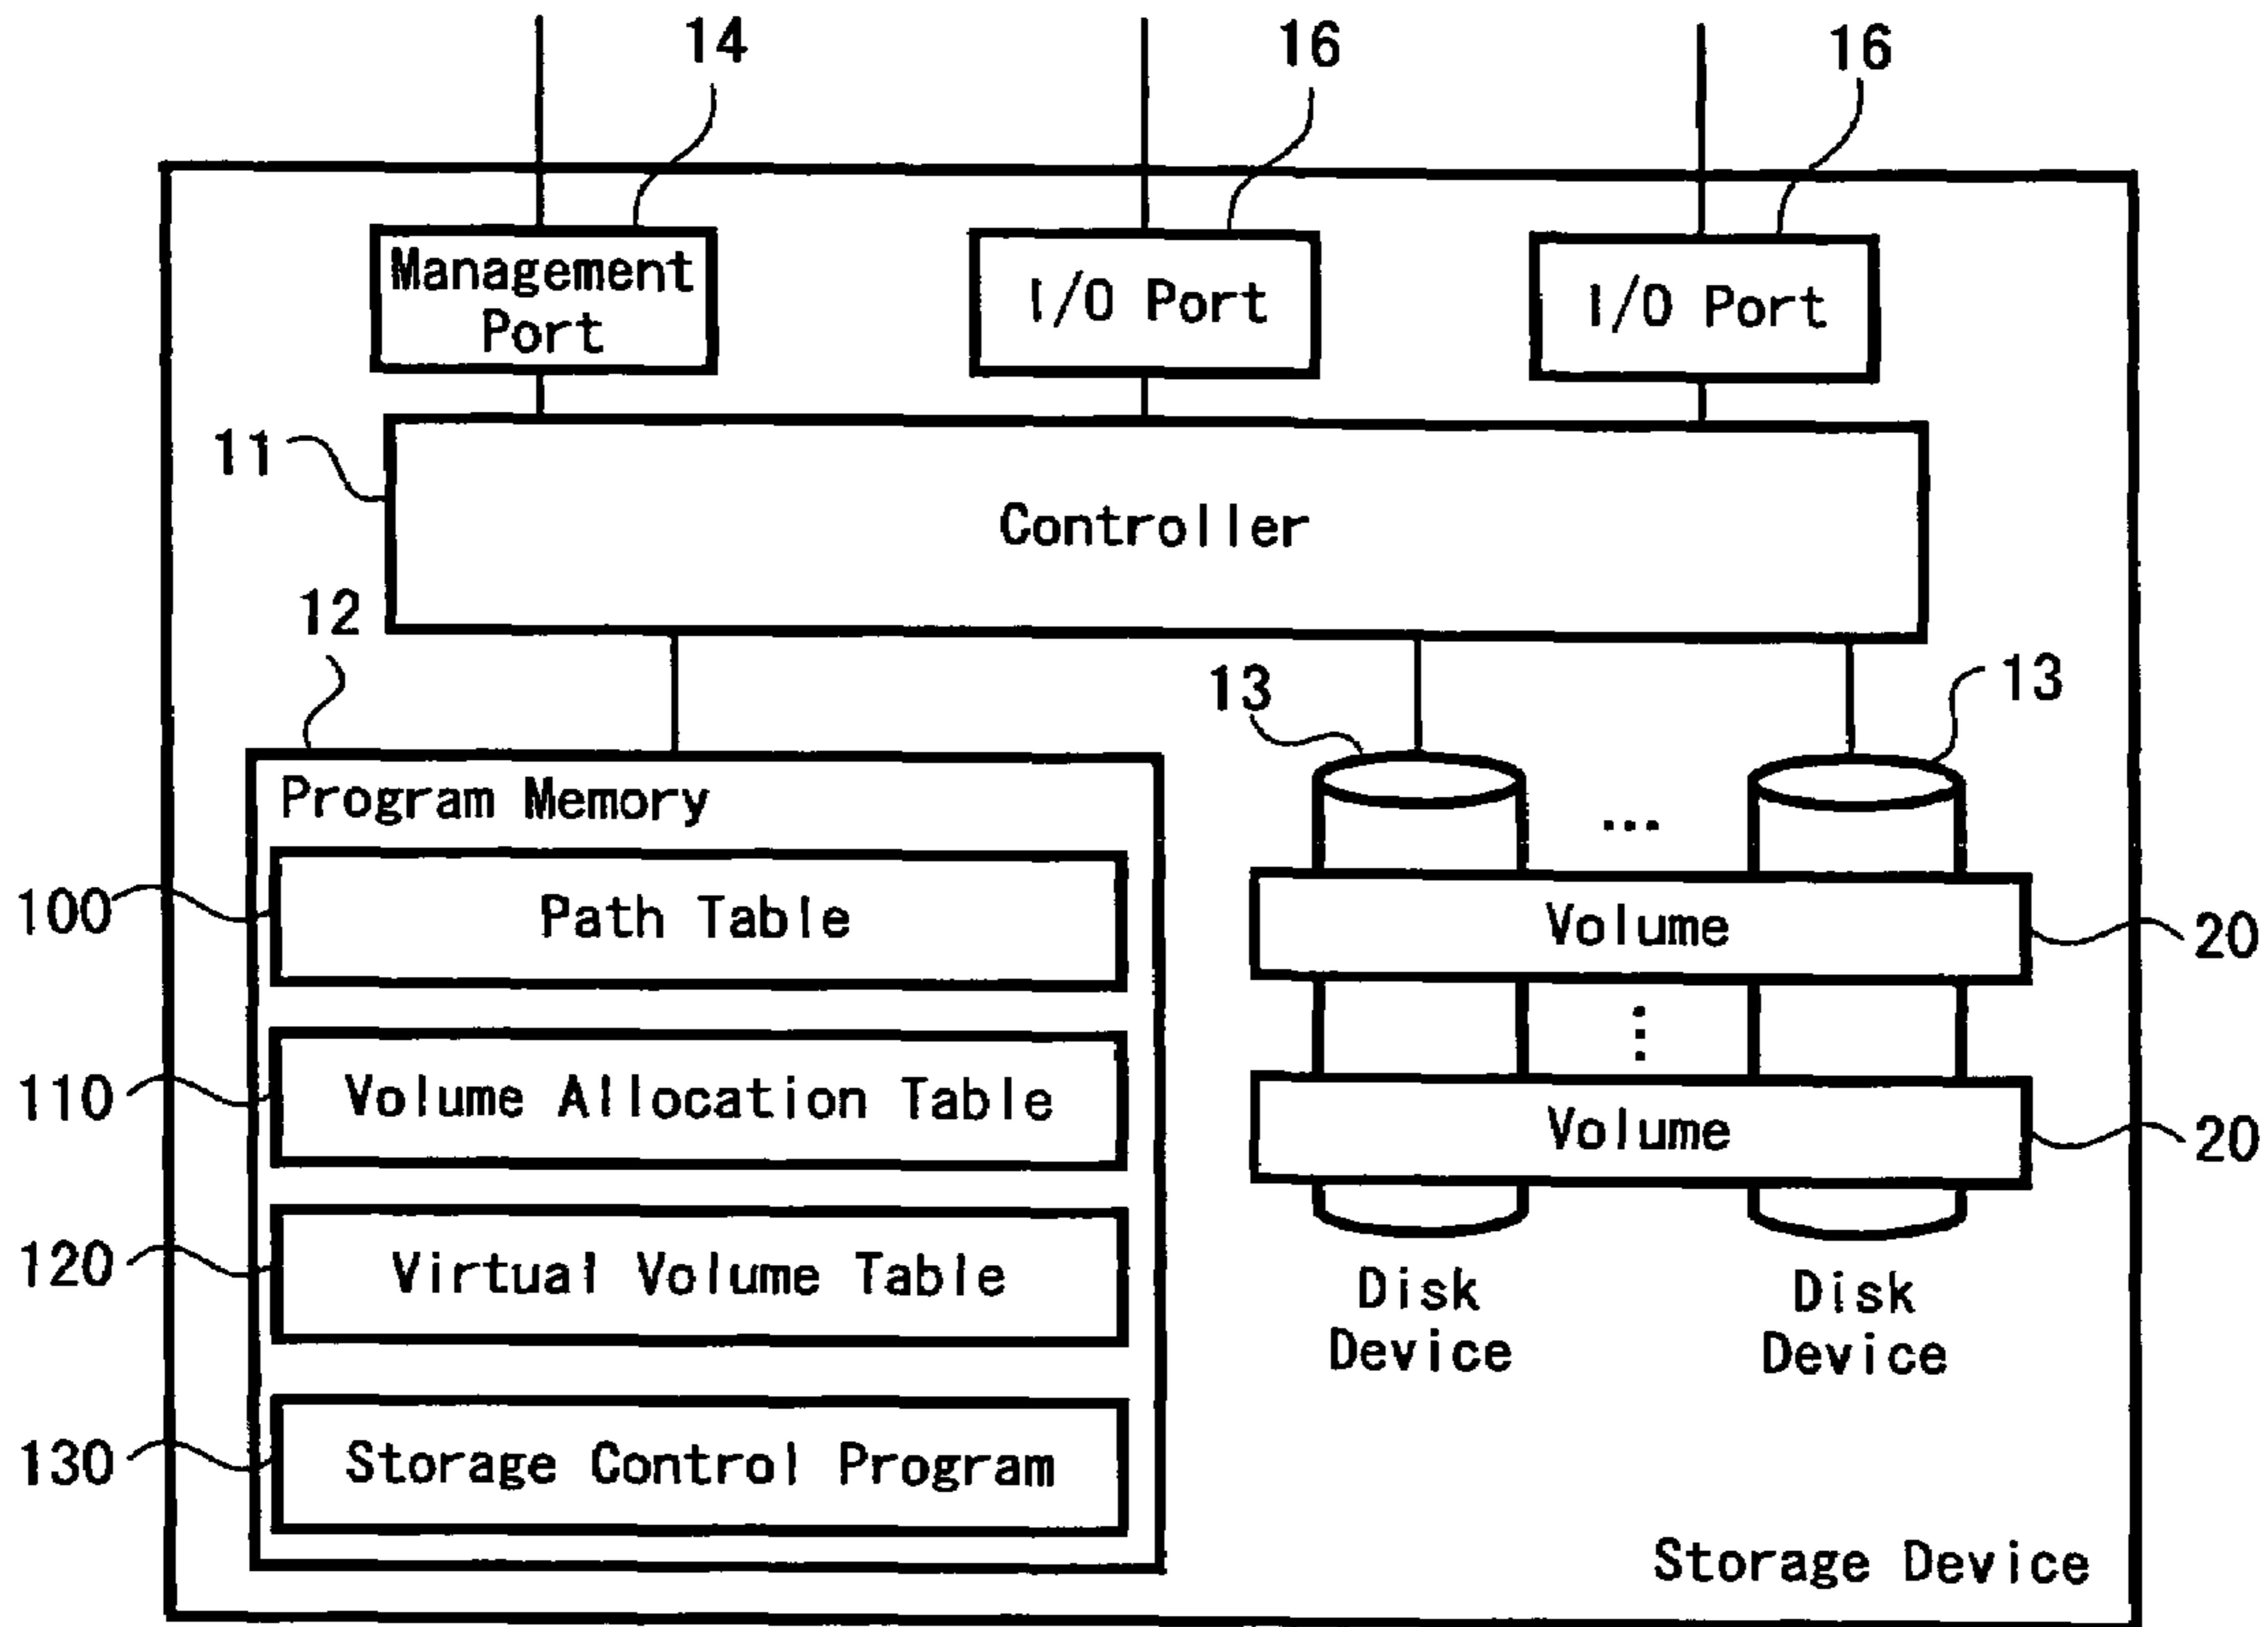 14
16
16
Management
Port
I/O Port
I/O Port
11
Controller
12
13
13
Program Memory
...
100
Path Table
Volume
20
110
Volume Allocation Table
Volume
20
120
Virtual Volume Table
Disk
Device
Disk
Device
130
Storage Control Program
Storage Device